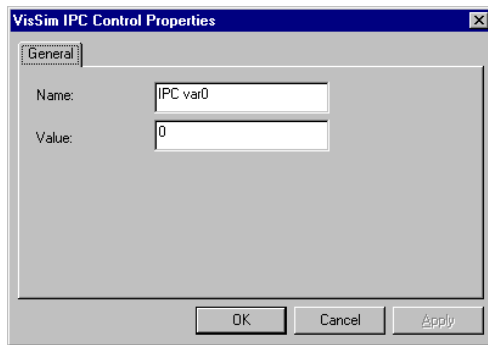 VisSim IPC Control Properties
General
Name: IPC var0
Value: 0
OK Cancel Apply